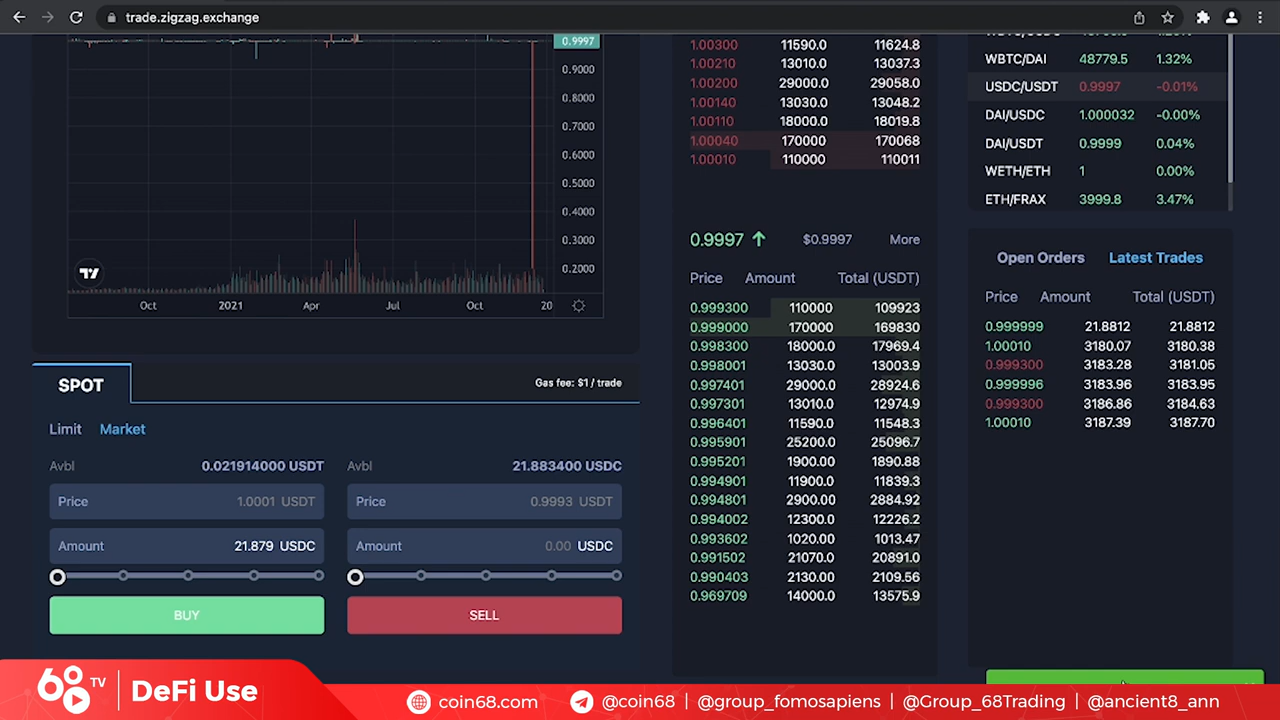 trade.zigzag.exchange
0.9997
0.9000
0.8000
0.7000
0.6000
0.5000
0.4000
0.3000
0.2000
Oct 2021 Apr Jul Oct 20
SPOT
Gas fee: $1 / trade
Limit Market
Avbl 0.021914000 USDT
Price 1.0001 USDT
Amount 21.879 USDC
BUY
Avbl 21.883400 USDC
Price 0.9993 USDT
Amount 0.00 USDC
SELL
1.00300 11590.0 11624.8
1.00210 13010.0 13037.3
1.00200 29000.0 29058.0
1.00140 13030.0 13048.2
1.00110 18000.0 18019.8
1.00040 170000 170068
1.00010 110000 110011
0.9997 $0.9997 More
Price Amount Total (USDT)
0.999300 110000 109923
0.999000 170000 169830
0.998300 18000.0 17969.4
0.998001 13030.0 13003.9
0.997401 29000.0 28924.6
0.997301 13010.0 12974.9
0.996401 11590.0 11548.3
0.995901 25200.0 25096.7
0.995201 1900.00 1890.88
0.994901 11900.0 11839.3
0.994801 2900.00 2884.92
0.994002 12300.0 12226.2
0.993602 1020.00 1013.47
0.991502 21070.0 20891.0
0.990403 2130.00 2109.56
0.969709 14000.0 13575.9
WBTC/DAI 48779.5 1.32%
USDC/USDT 0.9997 -0.01%
DAI/USDC 1.000032 -0.00%
DAI/USDT 0.9999 0.04%
WETH/ETH 1 0.00%
ETH/FRAX 3999.8 3.47%
Open Orders Latest Trades
Price Amount Total (USDT)
0.999999 21.8812 21.8812
1.00010 3180.07 3180.38
0.999300 3183.28 3181.05
0.999996 3183.96 3183.95
0.999300 3186.86 3184.63
1.00010 3187.39 3187.70
68 TV DeFi Use
coin68.com @coin68 | @group_fomosapiens | @Group_68Trading | @ancient8_ann